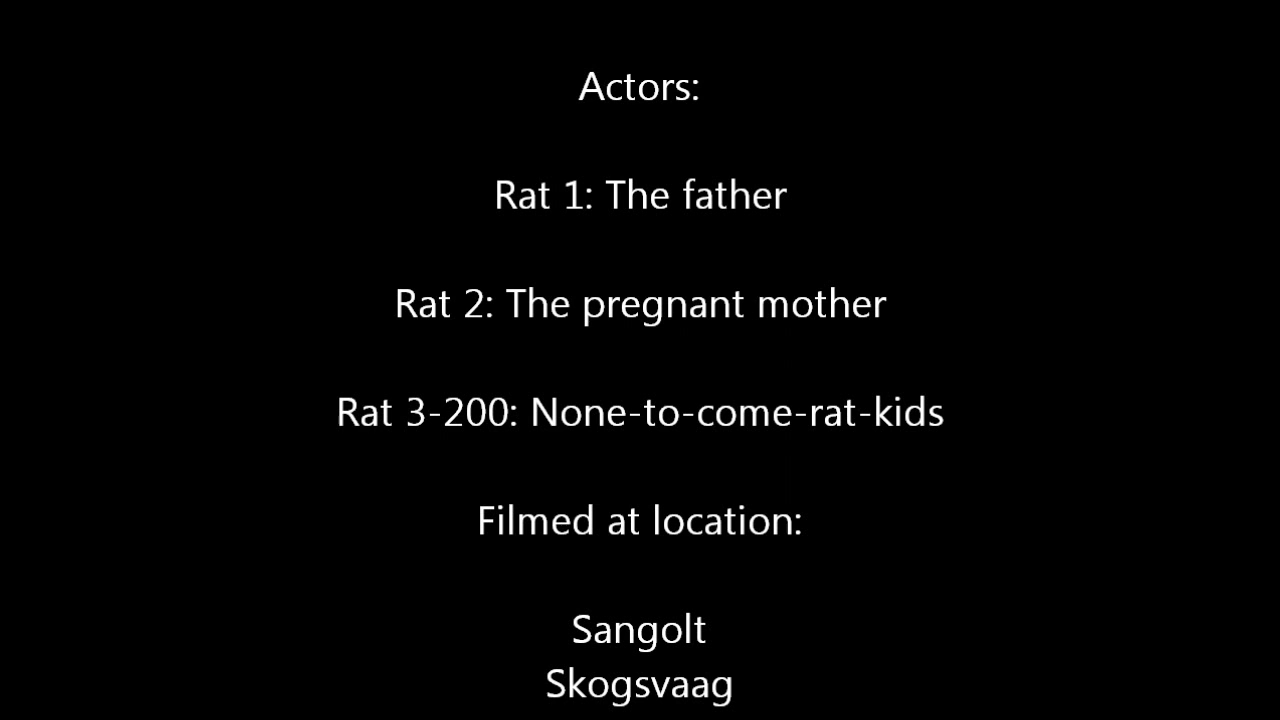 Actors:
Rat 1: The father
Rat 2: The pregnant mother
Rat 3-200: None-to-come-rat-kids
Filmed at location:
Sangolt
Skogsvaag